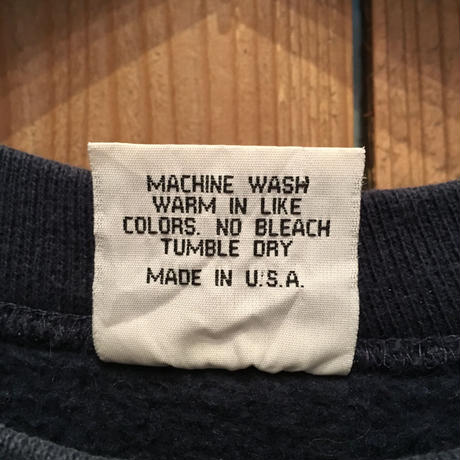 MACHINE WASH
WARM IN LIKE
COLORS. NO BLEACH
TUMBLE DRY
MADE IN U.S.A.